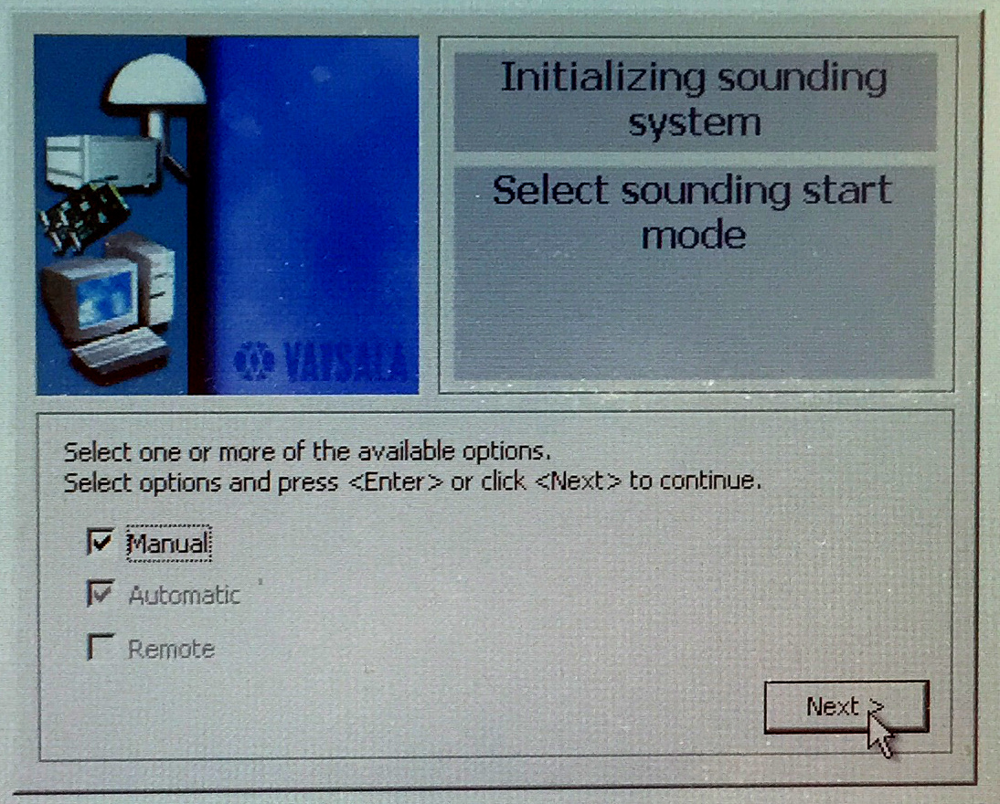 Initializing sounding
system
Select sounding start
mode
VAISALA
Select one or more of the available options.
Select options and press <Enter> or click <Next> to continue.
Manual
Automatic
Remote
Next >